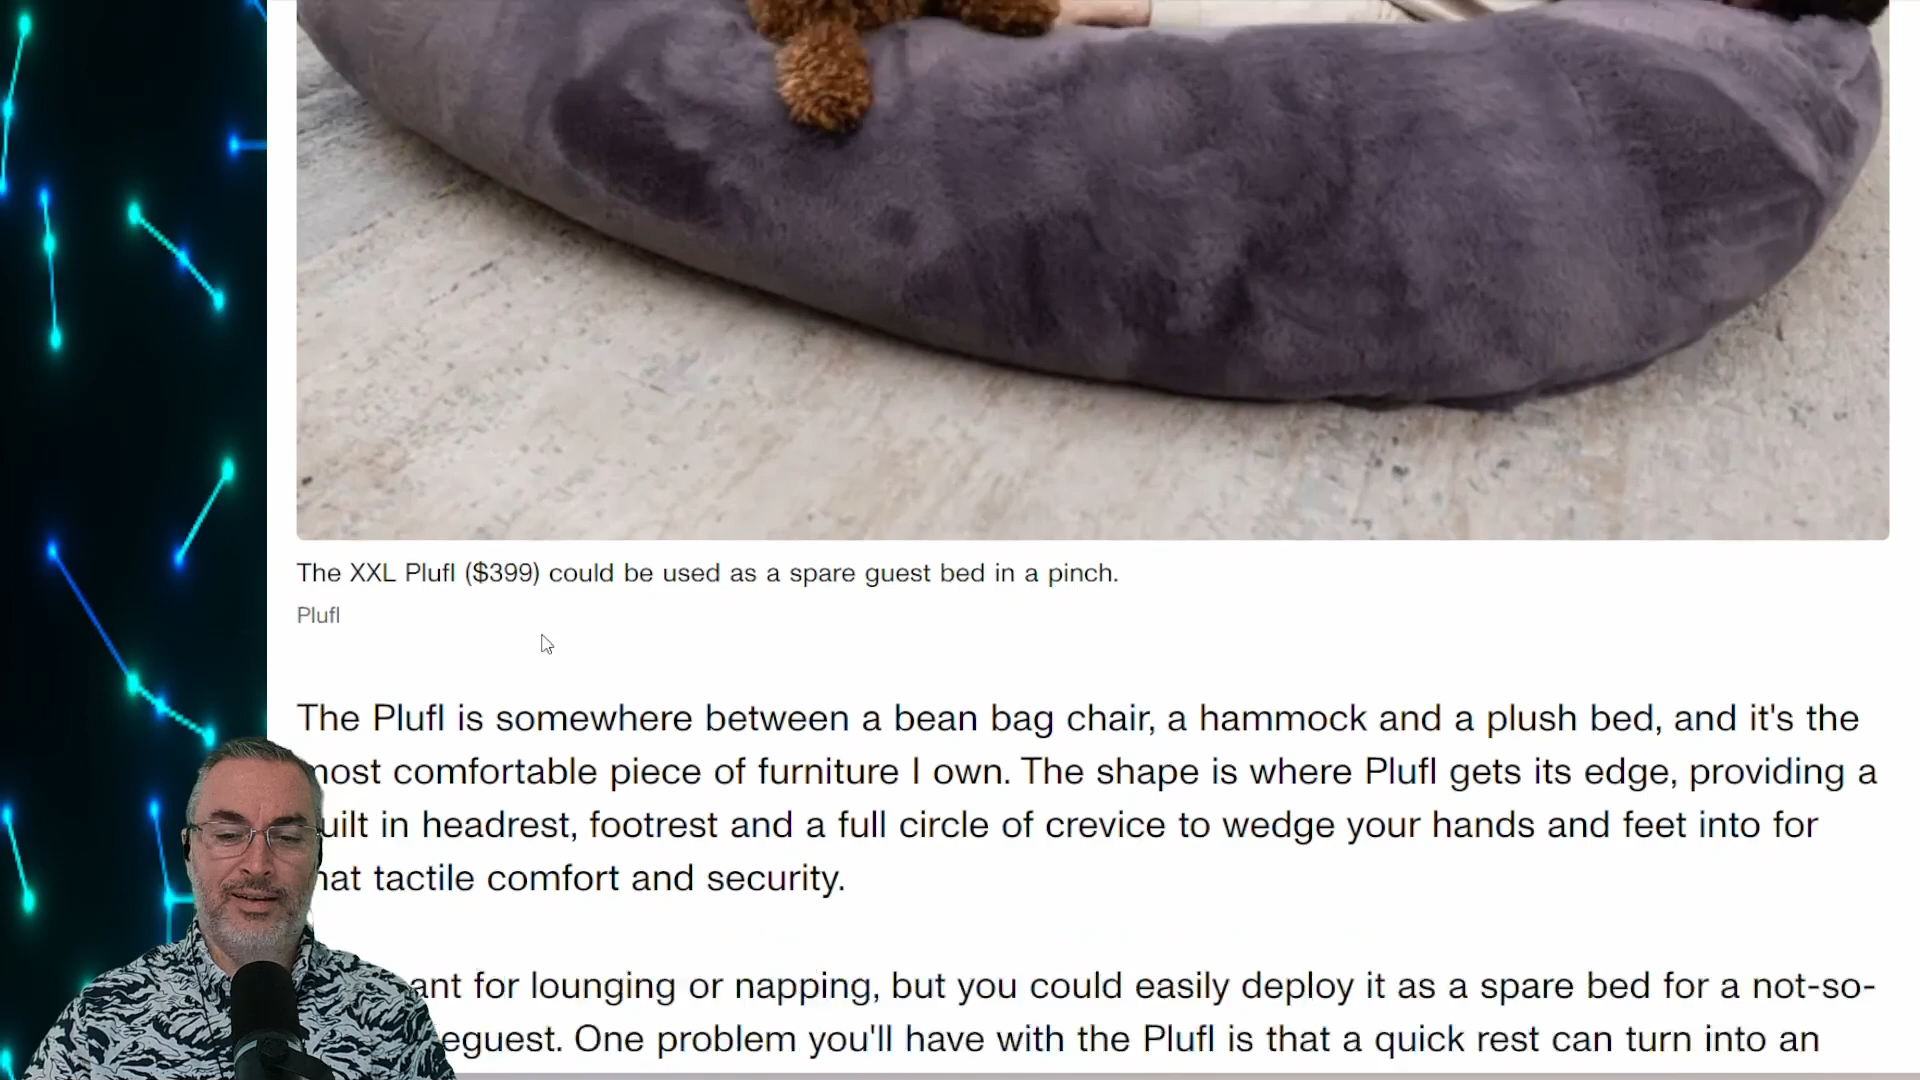 The XXL Plufl ($399) could be used as a spare guest bed in a pinch.
Plufl
The Plufl is somewhere between a bean bag chair, a hammock and a plush bed, and it's the
most comfortable piece of furniture I own. The shape is where Plufl gets its edge, providing a
uilt in headrest, footrest and a full circle of crevice to wedge your hands and feet into for
hat tactile comfort and security.
ant for lounging or napping, but you could easily deploy it as a spare bed for a not-so-
eguest. One problem you'll have with the Plufl is that a quick rest can turn into an